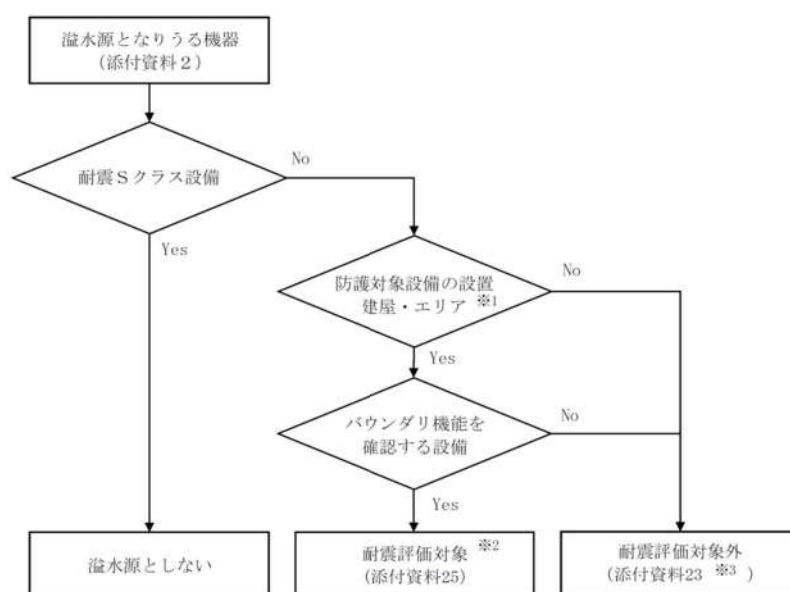 溢水源となりうる機器
(添付資料２)
耐震Ｓクラス設備
No
Yes
防護対象設備の設置
建屋・エリア ※1
No
Yes
バウンダリ機能を
確認する設備
No
Yes
溢水源としない
耐震評価対象 ※2
(添付資料25)
耐震評価対象外
(添付資料23 ※3 )